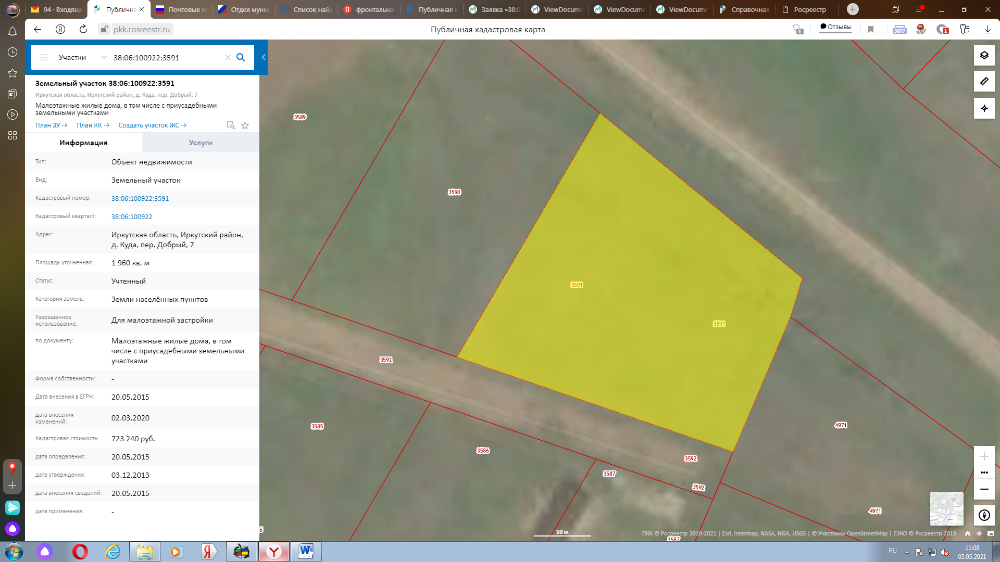 94 · Входящи
Публична
Почтовые и
Отдел муни
Список найд
фронтальна
Публичная к
Заявка «38:0
ViewDocume
ViewDocume
ViewDocume
Справочная
Росреестр
pkk.rosreestr.ru
Публичная кадастровая карта
1
Отзывы
3877
1
Участки
38:06:100922:3591
Земельный участок 38:06:100922:3591
Иркутская область, Иркутский район, д. Куда, пер. Добрый, 7
Малоэтажные жилые дома, в том числе с приусадебными
земельными участками
План ЗУ→ План КК→ Создать участок ЖС→
Информация
Услуги
Тип: Объект недвижимости
Вид: Земельный участок
Кадастровый номер: 38:06:100922:3591
Кадастровый квартал!: 38:06:100922
Адрес: Иркутская область, Иркутский район,
д. Куда, пер. Добрый, 7
Площадь уточненная: 1 960 кв. м
Статус: Учтенный
Категория земель: Земли населённых пунктов
Разрешенное
использование: Для малоэтажной застройки
по документу: Малоэтажные жилые дома, в том
числе с приусадебными земельными
участками
Форма собственности: -
Дата внесения в ЕГРН: 20.05.2015
дата внесения
изменений: 02.03.2020
Кадастровая стоимость: 723 240 руб.
дата определения: 20.05.2015
дата утверждения: 03.12.2013
дата внесения сведений: 20.05.2015
дата применения: -
3589
3590
3591
3591
3592
3585
4971
3586
3592
3587
3592
4971
5
10 м
3587
ПКК © Росреестр 2010-2021 | Esri, Intermap, NASA, NGA, USGS | © Участники OpenStreetMap | ЕЭКО © Росреестр 2019
RU
11:08
05.05.2021